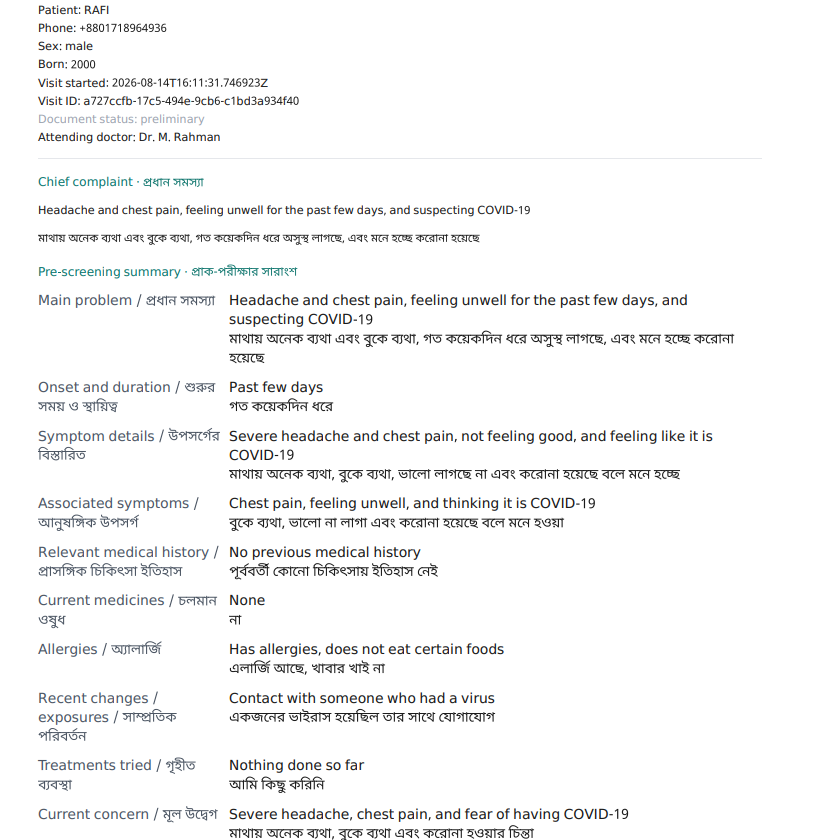 Patient: RAFI
Phone: +8801718964936
Sex: male
Born: 2000
Visit started: 2026-08-14T16:11:31.746923Z
Visit ID: a727ccfb-17c5-494e-9cb6-c1bd3a934f40
Document status: preliminary
Attending doctor: Dr. M. Rahman
Chief complaint · প্রধান সমস্যা
Headache and chest pain, feeling unwell for the past few days, and suspecting COVID-19
মাথায় অনেক ব্যথা এবং বুকে ব্যথা, গত কয়েকদিন ধরে অসুস্থ লাগছে, এবং মনে হচ্ছে করোনা হয়েছে
Pre-screening summary · প্রাক-পরীক্ষার সারাংশ
Main problem / প্রধান সমস্যা
Headache and chest pain, feeling unwell for the past few days, and
suspecting COVID-19
মাথায় অনেক ব্যথা এবং বুকে ব্যথা, গত কয়েকদিন ধরে অসুস্থ লাগছে, এবং মনে হচ্ছে করোনা
হয়েছে
Onset and duration / শুরুর
সময় ও স্থায়িত্ব
Past few days
গত কয়েকদিন ধরে
Symptom details / উপসর্গের
বিস্তারিত
Severe headache and chest pain, not feeling good, and feeling like it is
COVID-19
মাথায় অনেক ব্যথা, বুকে ব্যথা, ভালো লাগছে না এবং করোনা হয়েছে বলে মনে হচ্ছে
Associated symptoms /
আনুষঙ্গিক উপসর্গ
Chest pain, feeling unwell, and thinking it is COVID-19
বুকে ব্যথা, ভালো না লাগা এবং করোনা হয়েছে বলে মনে হওয়া
Relevant medical history /
প্রাসঙ্গিক চিকিৎসা ইতিহাস
No previous medical history
পূর্ববর্তী কোনো চিকিৎসায় ইতিহাস নেই
Current medicines / চলমান
ওষুধ
None
না
Allergies / অ্যালার্জি
Has allergies, does not eat certain foods
এলার্জি আছে, খাবার খাই না
Recent changes /
exposures / সাম্প্রতিক
পরিবর্তন
Contact with someone who had a virus
একজনের ভাইরাস হয়েছিল তার সাথে যোগাযোগ
Treatments tried / গৃহীত
ব্যবস্থা
Nothing done so far
আমি কিছু করিনি
Current concern / মূল উদ্বেগ
Severe headache, chest pain, and fear of having COVID-19
মাথায় অনেক ব্যথা, বুকে ব্যথা এবং করোনা হওয়ার চিন্তা